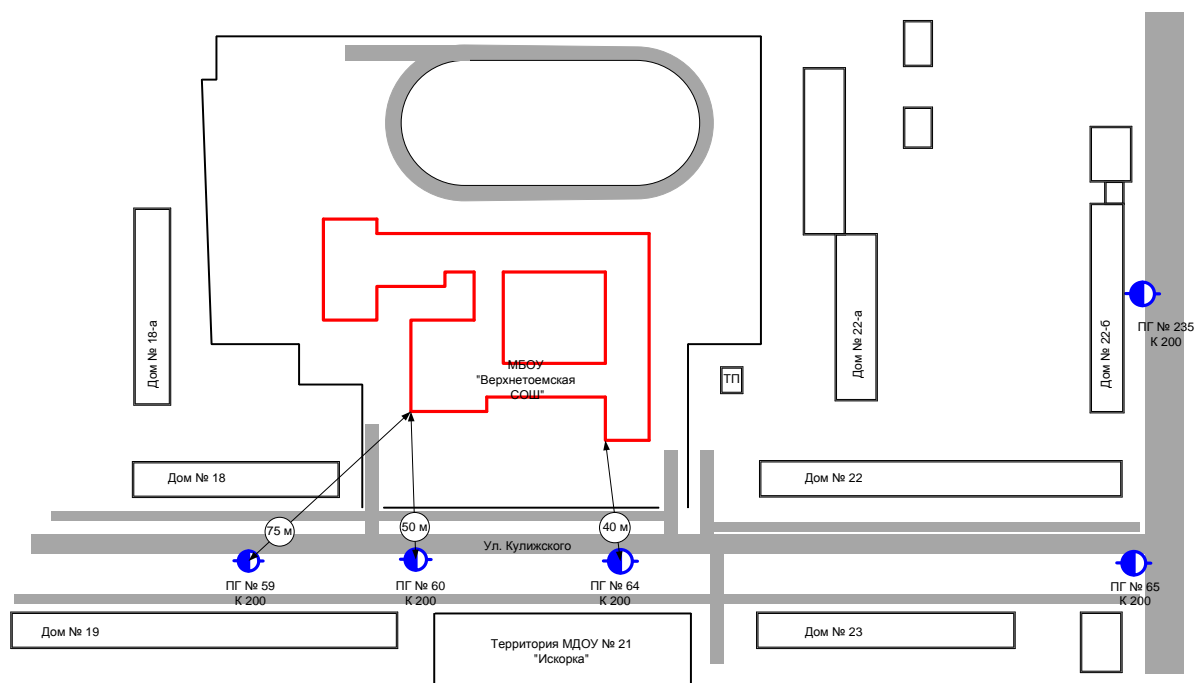 ПГ № 235
К 200
Дом № 18-а
Дом № 22-а
Дом № 22-б
МБОУ
"Верхнетоемская
СОШ"
ТП
Дом № 18
Дом № 22
75 м
50 м
40 м
Ул. Кулижского
ПГ № 59
К 200
ПГ № 60
К 200
ПГ № 64
К 200
ПГ № 65
К 200
Дом № 19
Территория МДОУ № 21
"Искорка"
Дом № 23